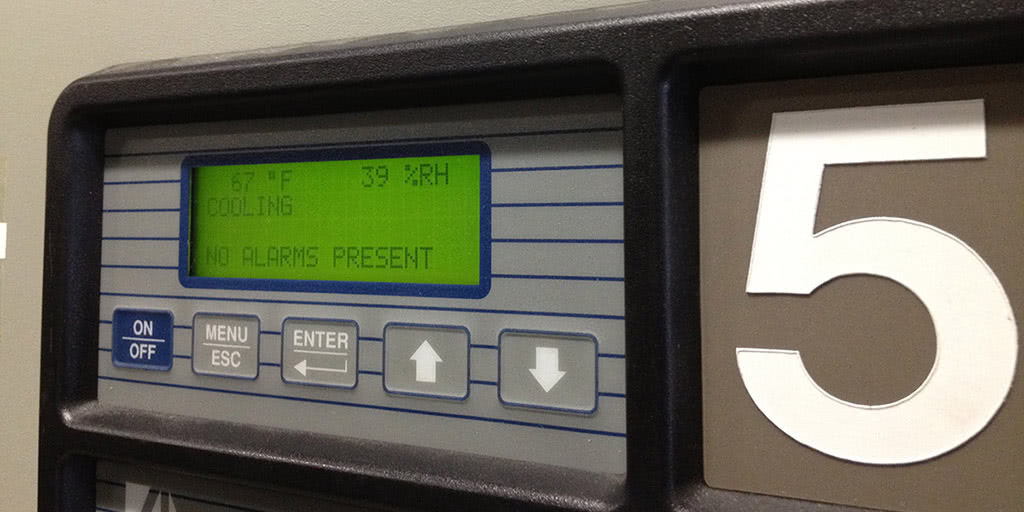 67 °F 39 %RH
COOLING
NO ALARMS PRESENT
ON
OFF
MENU
ESC
ENTER
5